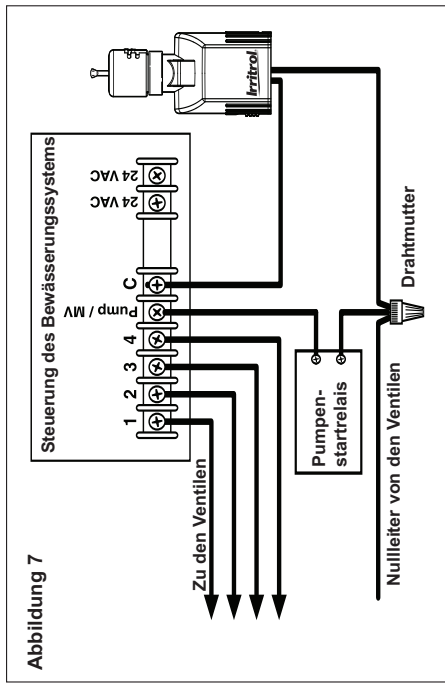 Abbildung 7
Steuerung des Bewässerungssystems
1
2
3
4
Pump / MV
C
24 VAC
24 VAC
Irritrol
Zu den Ventilen
Pumpen-
startrelais
Drahtmutter
Nullleiter von den Ventilen